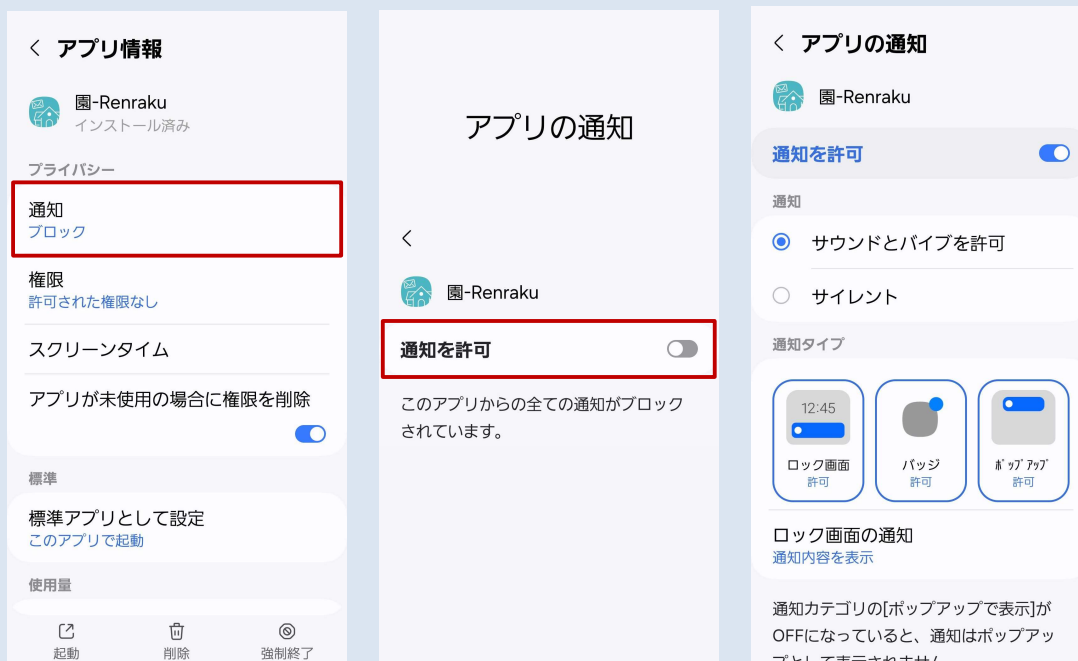 アプリ情報
園-Renraku
インストール済み
プライバシー
通知
ブロック
権限
許可された権限なし
スクリーンタイム
アプリが未使用の場合に権限を削除
標準
標準アプリとして設定
このアプリで起動
使用量
起動
削除
強制終了
アプリの通知
園-Renraku
通知を許可
このアプリからの全ての通知がブロック
されています。
アプリの通知
園-Renraku
通知を許可
通知
サウンドとバイブを許可
サイレント
通知タイプ
12:45
ロック画面
許可
バッジ
許可
ﾎﾟｯﾌﾟｱｯﾌﾟ
許可
ロック画面の通知
通知内容を表示
通知カテゴリの[ポップアップで表示]が
OFFになっていると、通知はポップアッ
プとして表示されません